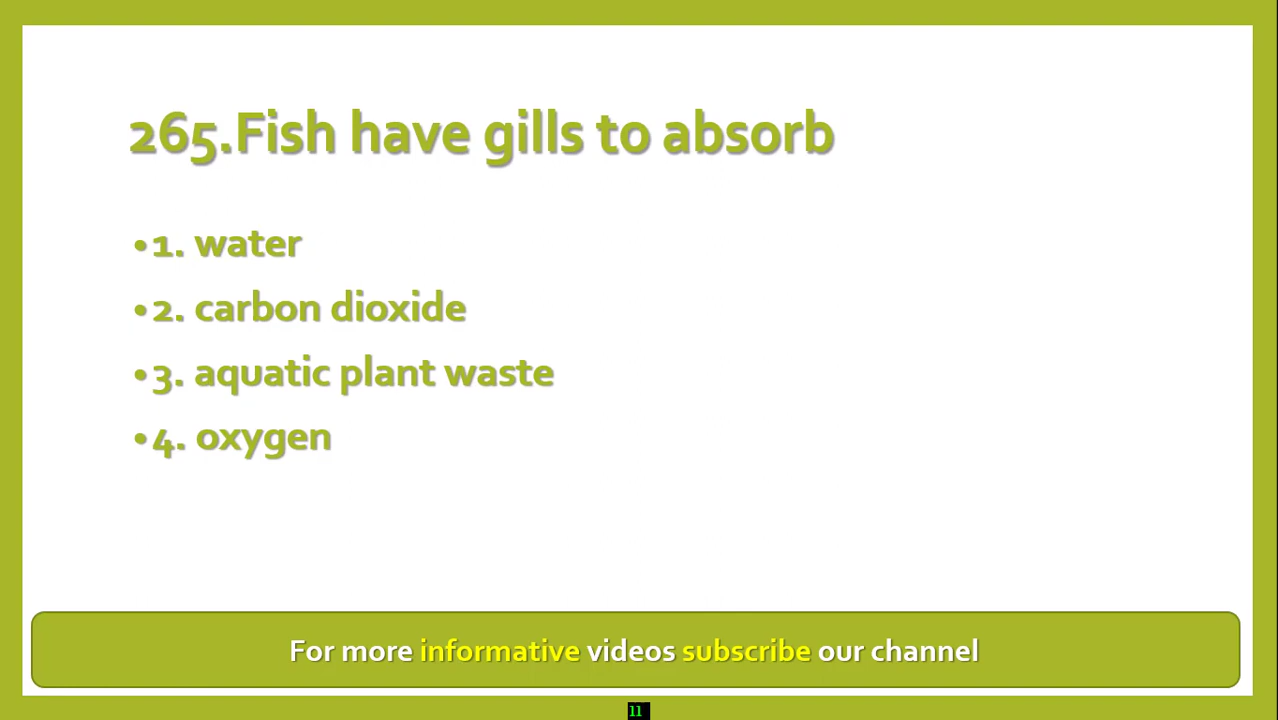 265.Fish have gills to absorb
•1. water
•2. carbon dioxide
•3. aquatic plant waste
•4. oxygen
For more informative videos subscribe our channel
11